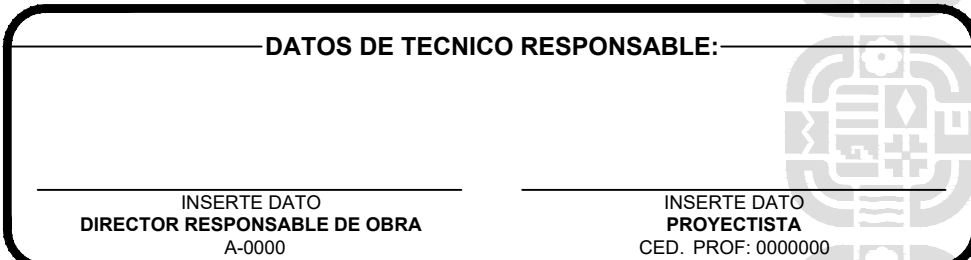 DATOS DE TECNICO RESPONSABLE:
INSERTE DATO
DIRECTOR RESPONSABLE DE OBRA
A-0000
INSERTE DATO
PROYECTISTA
CED. PROF: 0000000